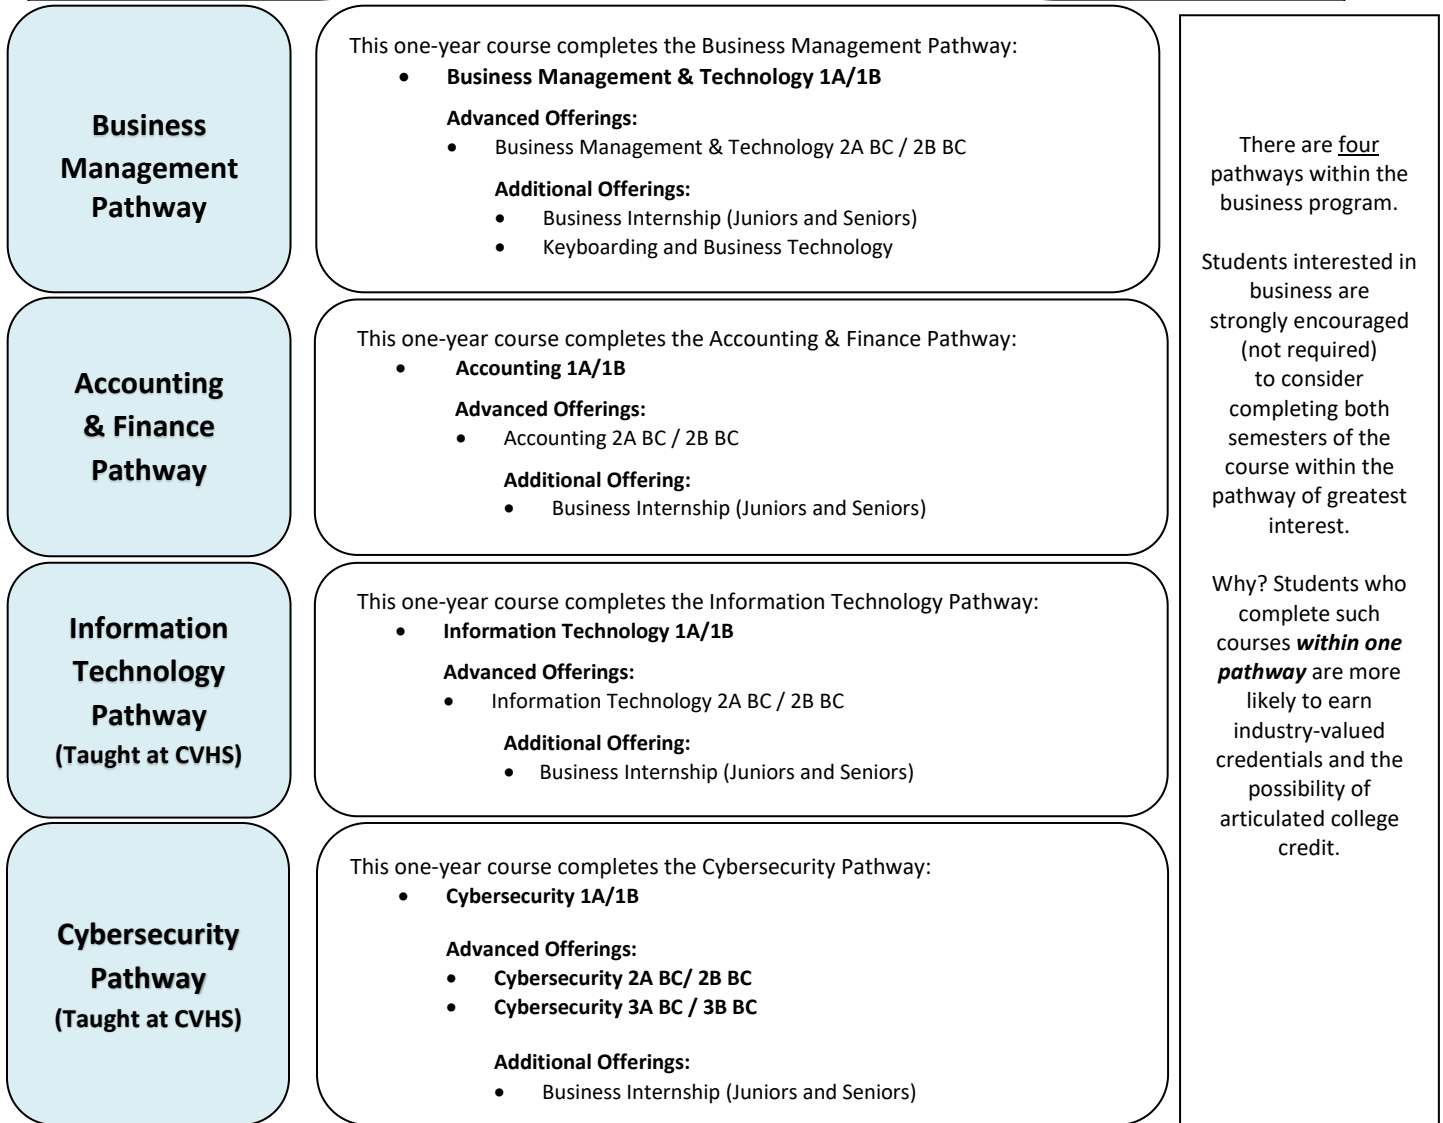 Business
Management
Pathway
This one-year course completes the Business Management Pathway:
• Business Management & Technology 1A/1B
Advanced Offerings:
• Business Management & Technology 2A BC / 2B BC
Additional Offerings:
• Business Internship (Juniors and Seniors)
• Keyboarding and Business Technology
Accounting
& Finance
Pathway
This one-year course completes the Accounting & Finance Pathway:
• Accounting 1A/1B
Advanced Offerings:
• Accounting 2A BC / 2B BC
Additional Offering:
• Business Internship (Juniors and Seniors)
Information
Technology
Pathway
(Taught at CVHS)
This one-year course completes the Information Technology Pathway:
• Information Technology 1A/1B
Advanced Offerings:
• Information Technology 2A BC / 2B BC
Additional Offering:
• Business Internship (Juniors and Seniors)
Cybersecurity
Pathway
(Taught at CVHS)
This one-year course completes the Cybersecurity Pathway:
• Cybersecurity 1A/1B
Advanced Offerings:
• Cybersecurity 2A BC/ 2B BC
• Cybersecurity 3A BC / 3B BC
Additional Offerings:
• Business Internship (Juniors and Seniors)
There are four
pathways within the
business program.
Students interested in
business are
strongly encouraged
(not required)
to consider
completing both
semesters of the
course within the
pathway of greatest
interest.
Why? Students who
complete such
courses within one
pathway are more
likely to earn
industry-valued
credentials and the
possibility of
articulated college
credit.